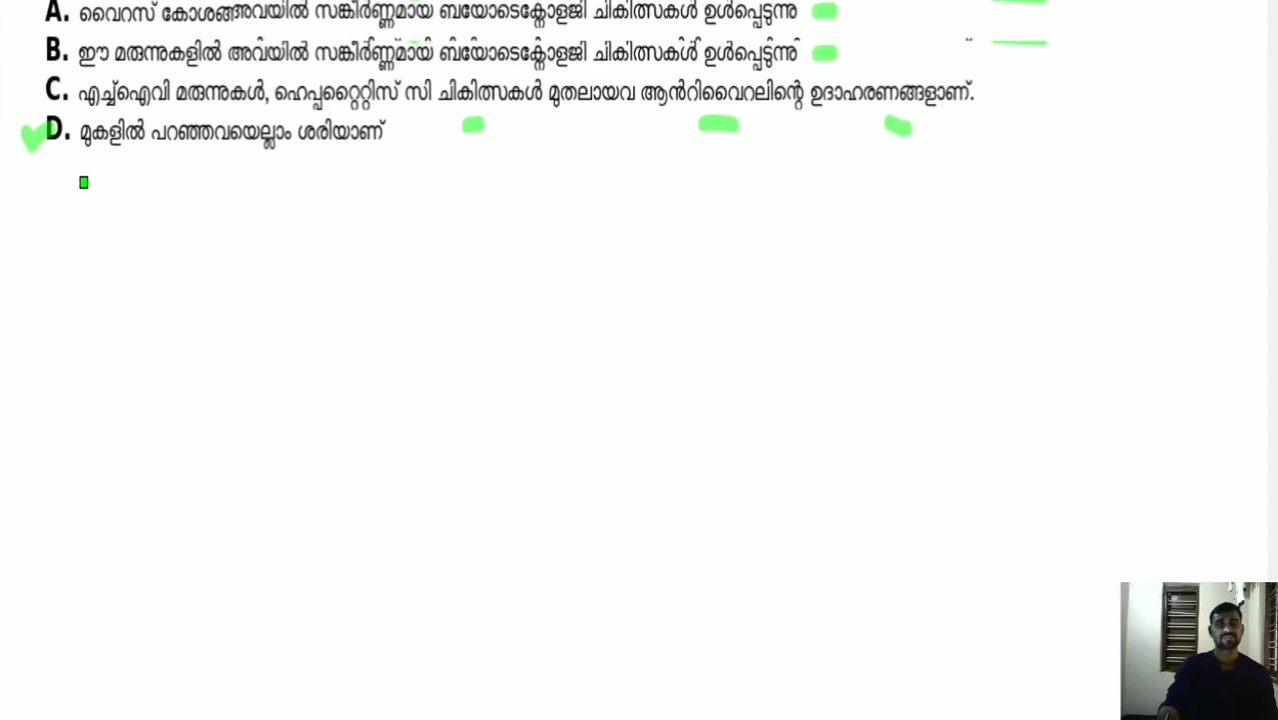 A. വൈറസ് കോശങ്ങ അവയിൽ സങ്കീർണ്ണമായ ബയോടെക്നോളജി ചികിത്സകൾ ഉൾപ്പെടുന്നു
B. ഈ മരുന്നുകളിൽ അവയിൽ സങ്കീർണ്ണമായ ബയോടെക്നോളജി ചികിത്സകൾ ഉൾപ്പെടുന്നു
C. എച്ച്ഐവി മരുന്നുകൾ, ഹെപ്പറ്റൈറ്റിസ് സി ചികിത്സകൾ മുതലായവ ആൻറിവൈറലിന്റെ ഉദാഹരണങ്ങളാണ്.
D. മുകളിൽ പറഞ്ഞവയെല്ലാം ശരിയാണ്